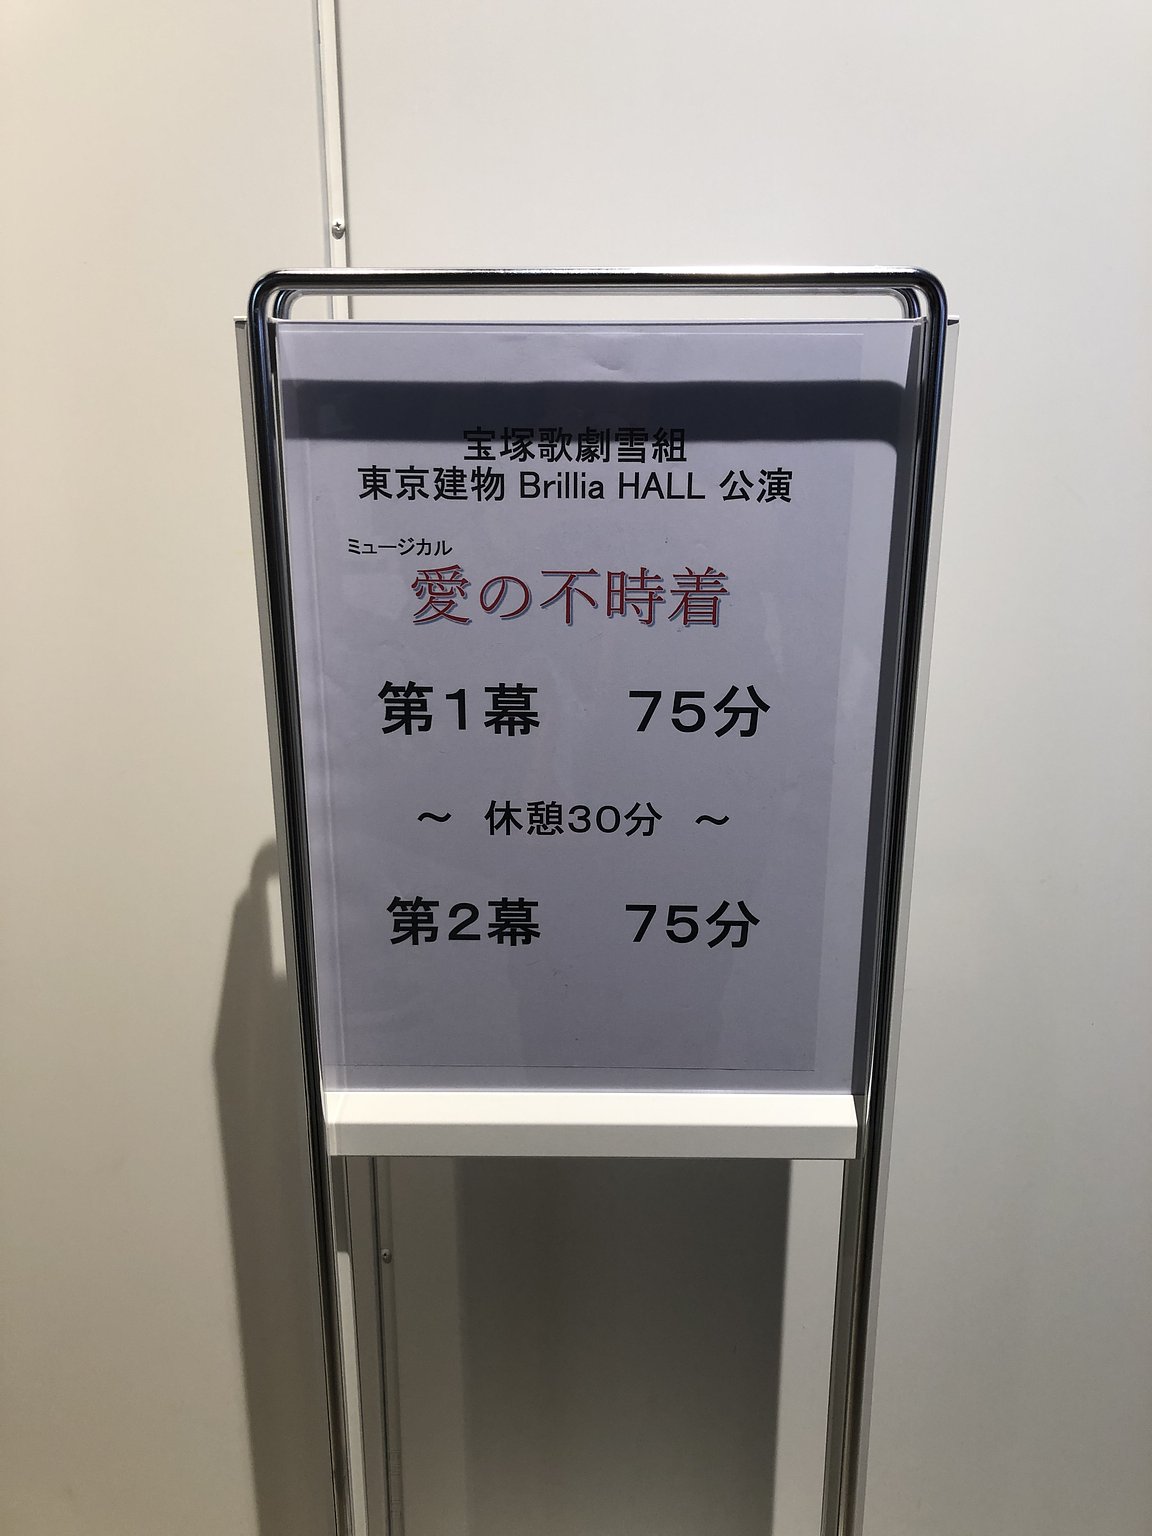 宝塚歌劇雪組
東京建物 Brillia HALL 公演
ミュージカル
愛の不時着
第１幕　７５分
～ 休憩３０分 ～
第２幕　７５分